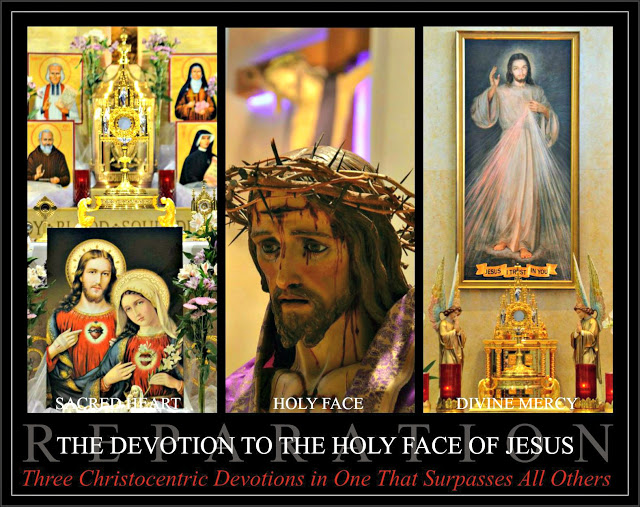 JESUS I TRUST IN YOU
SACRED HEART
HOLY FACE
DIVINE MERCY
REPARATION
THE DEVOTION TO THE HOLY FACE OF JESUS
Three Christocentric Devotions in One That Surpasses All Others